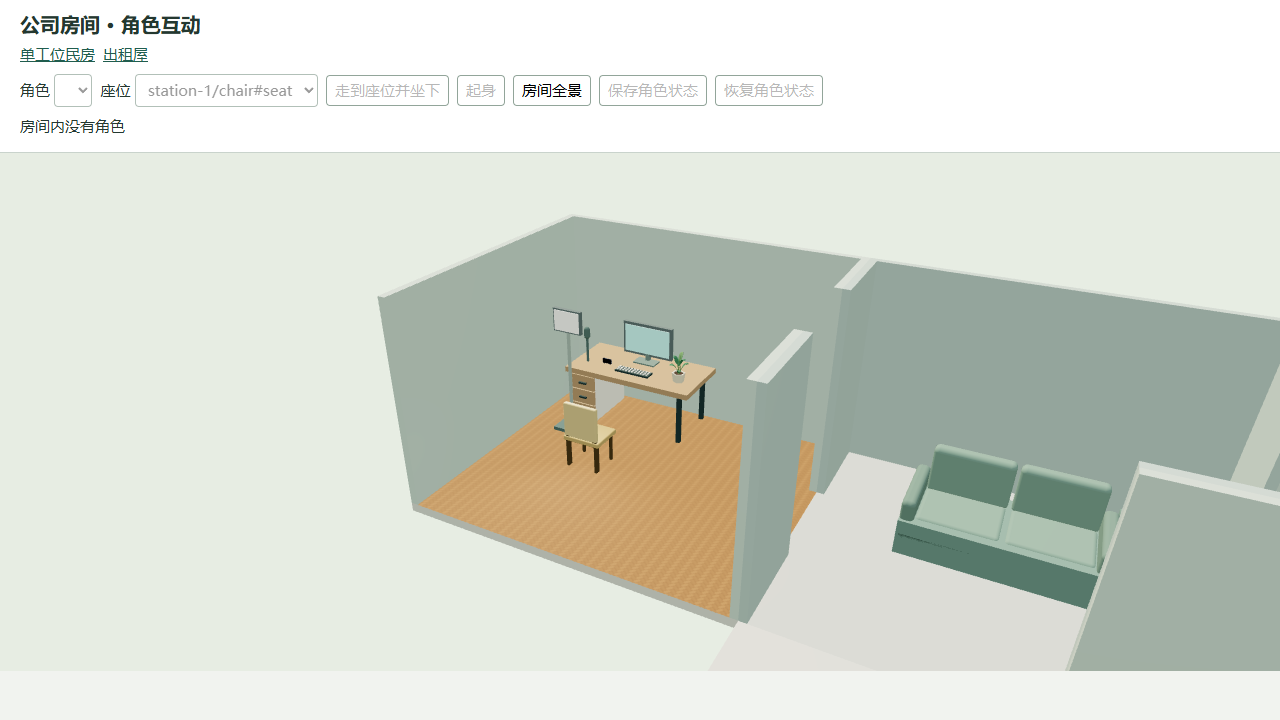 公司房间·角色互动
单工位民房 出租屋
角色 座位 station-1/chair#seat 走到座位并坐下 起身 房间全景 保存角色状态 恢复角色状态
房间内没有角色